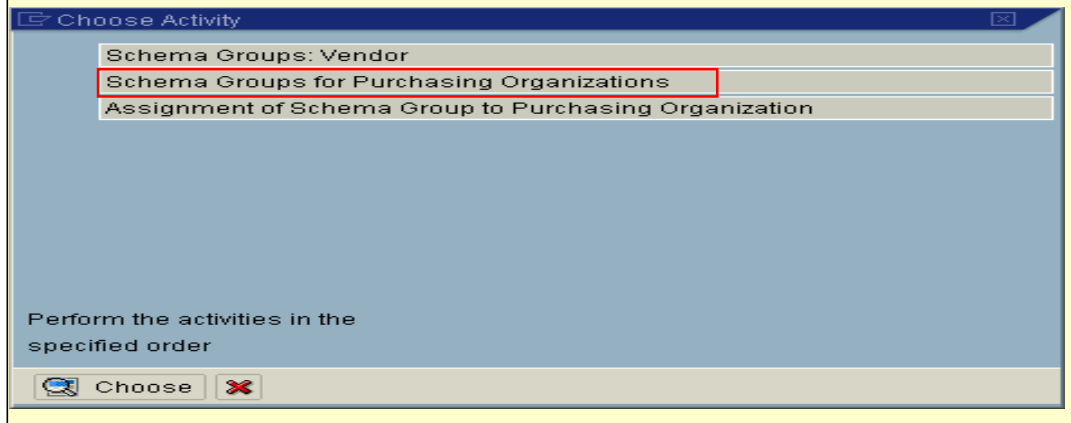 Choose Activity
Schema Groups: Vendor
Schema Groups for Purchasing Organizations
Assignment of Schema Group to Purchasing Organization
Perform the activities in the
specified order
Choose